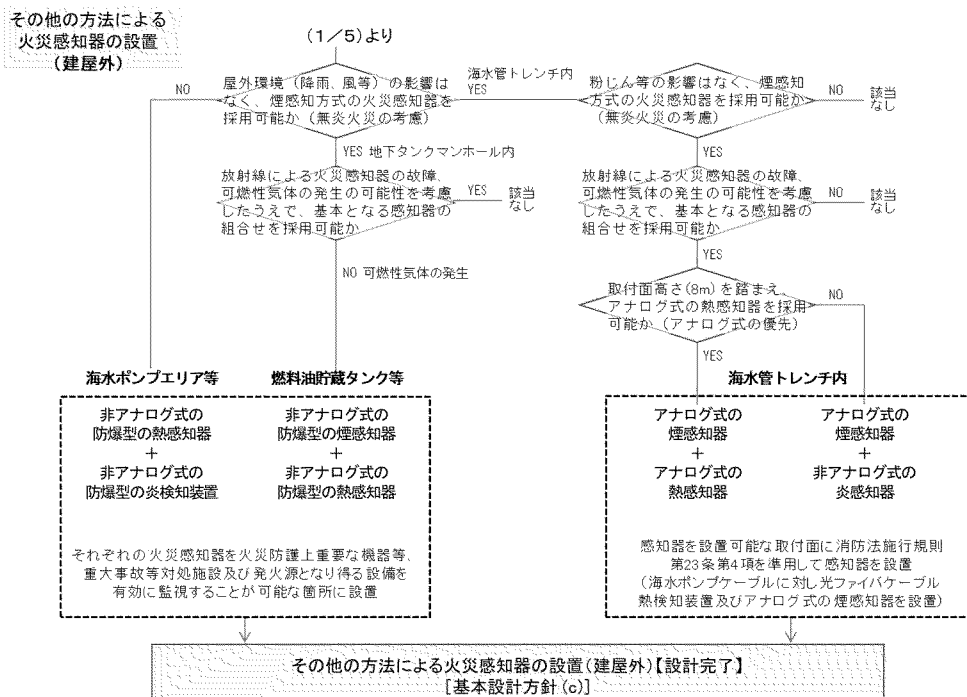 その他の方法による
火災感知器の設置
(建屋外)
(1/5)より
屋外環境(降雨、風等)の影響は
なく、煙感知方式の火災感知器を
採用可能か(無炎火災の考慮)
NO
海水管トレンチ内
YES
粉じん等の影響はなく、煙感知
方式の火災感知器を採用可能か
(無炎火災の考慮)
NO
該当
なし
YES 地下タンクマンホール内
放射線による火災感知器の故障、
可燃性気体の発生の可能性を考慮
したうえで、基本となる感知器の
組合せを採用可能か
YES
該当
なし
YES
放射線による火災感知器の故障、
可燃性気体の発生の可能性を考慮
したうえで、基本となる感知器の
組合せを採用可能か
NO
該当
なし
NO 可燃性気体の発生
YES
取付面高さ(8m)を踏まえ、
アナログ式の熱感知器を採用
可能か(アナログ式の優先)
NO
YES
海水ポンプエリア等
燃料油貯蔵タンク等
海水管トレンチ内
非アナログ式の
防爆型の熱感知器
+
非アナログ式の
防爆型の炎検知装置
非アナログ式の
防爆型の煙感知器
+
非アナログ式の
防爆型の熱感知器
それぞれの火災感知器を火災防護上重要な機器等、
重大事故等対処施設及び発火源となり得る設備を
有効に監視することが可能な箇所に設置
アナログ式の
煙感知器
+
アナログ式の
熱感知器
アナログ式の
煙感知器
+
非アナログ式の
炎感知器
感知器を設置可能な取付面に消防法施行規則
第23条第4項を準用して感知器を設置
(海水ポンプケーブルに対し光ファイバケーブル
熱検知装置及びアナログ式の煙感知器を設置)
その他の方法による火災感知器の設置(建屋外)【設計完了】
[基本設計方針(c)]